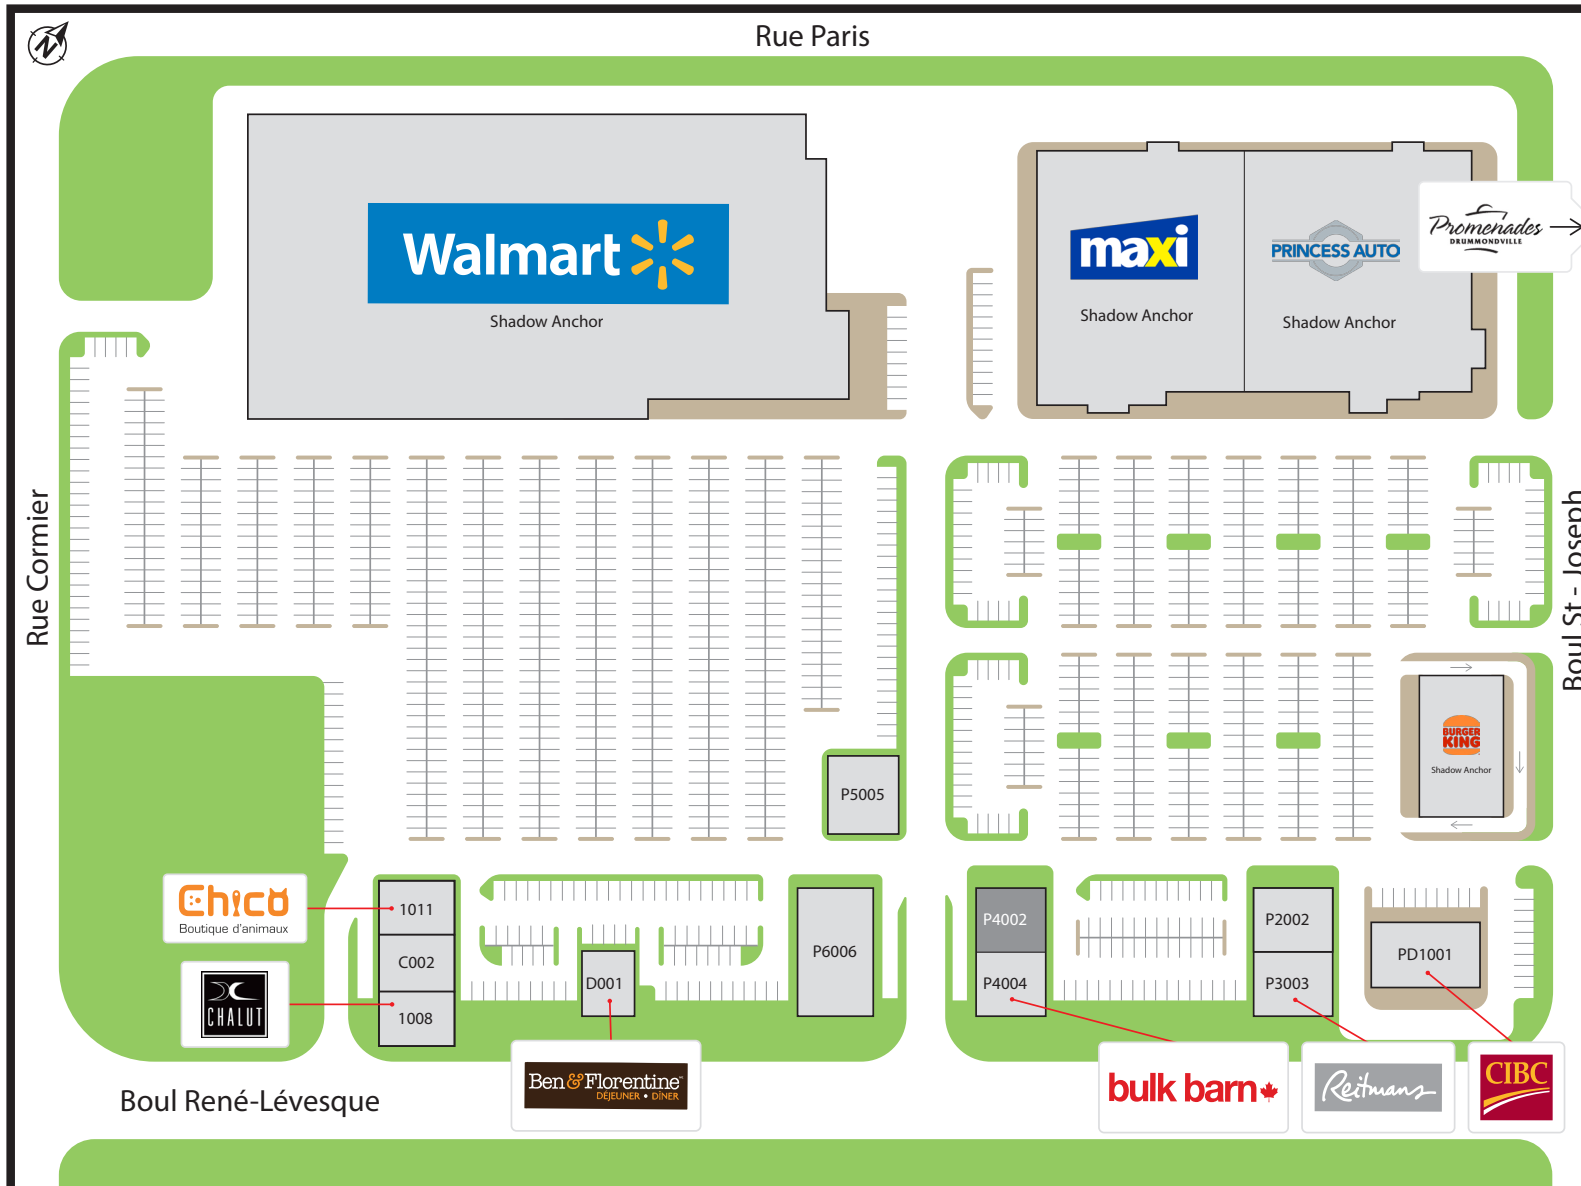 N
Rue Paris
Walmart
Shadow Anchor
maxi
Shadow Anchor
PRINCESS AUTO
Shadow Anchor
Promenades
DRUMMONDVILLE
Rue Cormier
Boul St - Joseph
BURGER
KING
Shadow Anchor
P5005
Chico
Boutique d'animaux
1011
C002
1008
CHALUT
D001
P6006
P4002
P4004
P2002
P3003
PD1001
Ben & Florentine
DÉJEUNER • DÎNER
bulk barn
Reitmans
CIBC
Boul René-Lévesque